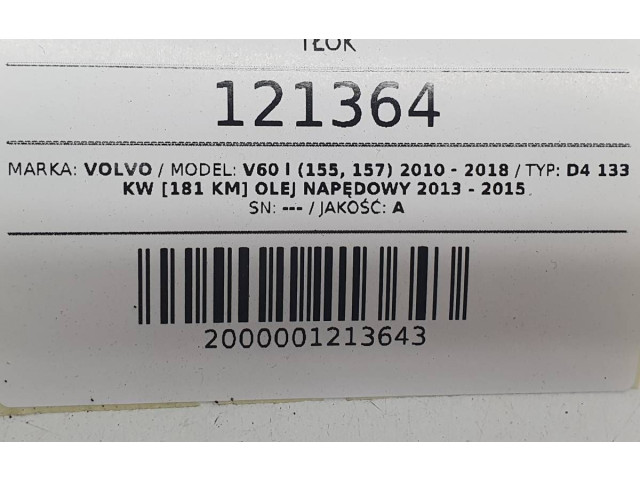 TŁOK
121364
MARKA: VOLVO / MODEL: V60 I (155, 157) 2010 - 2018 / TYP: D4 133
KW [181 KM] OLEJ NAPĘDOWY 2013 - 2015
SN: --- / JAKOŚĆ: A
2000001213643